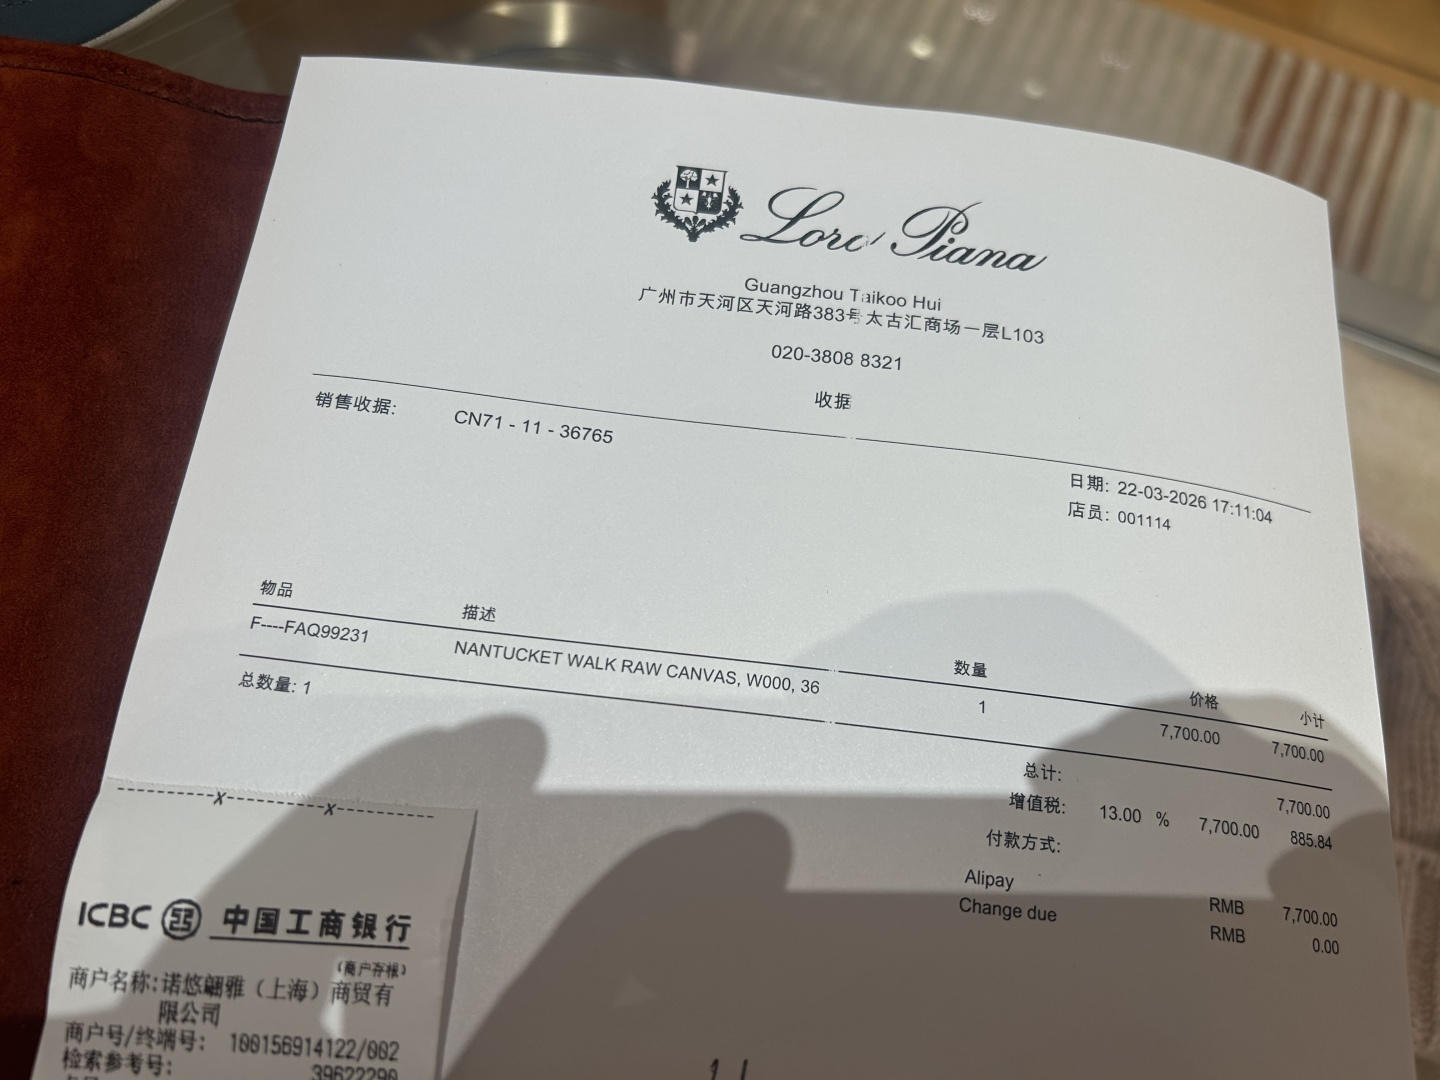 Loro Piana
Guangzhou Taikoo Hui
广州市天河区天河路383号太古汇商场一层L103
020-3808 8321
收据
销售收据: CN71 - 11 - 36765
日期: 22-03-2026 17:11:04
店员: 001114
物品 描述 数量 价格 小计
F----FAQ99231 NANTUCKET WALK RAW CANVAS, W000, 36 1 7,700.00 7,700.00
总数量: 1
总计: 7,700.00
增值税: 13.00 % 7,700.00 885.84
付款方式:
Alipay RMB 7,700.00
Change due RMB 0.00
ICBC 中国工商银行
(商户存根)
商户名称:诺悠翩雅(上海)商贸有
限公司
商户号/终端号: 100156914122/002
检索参考号: 39622290